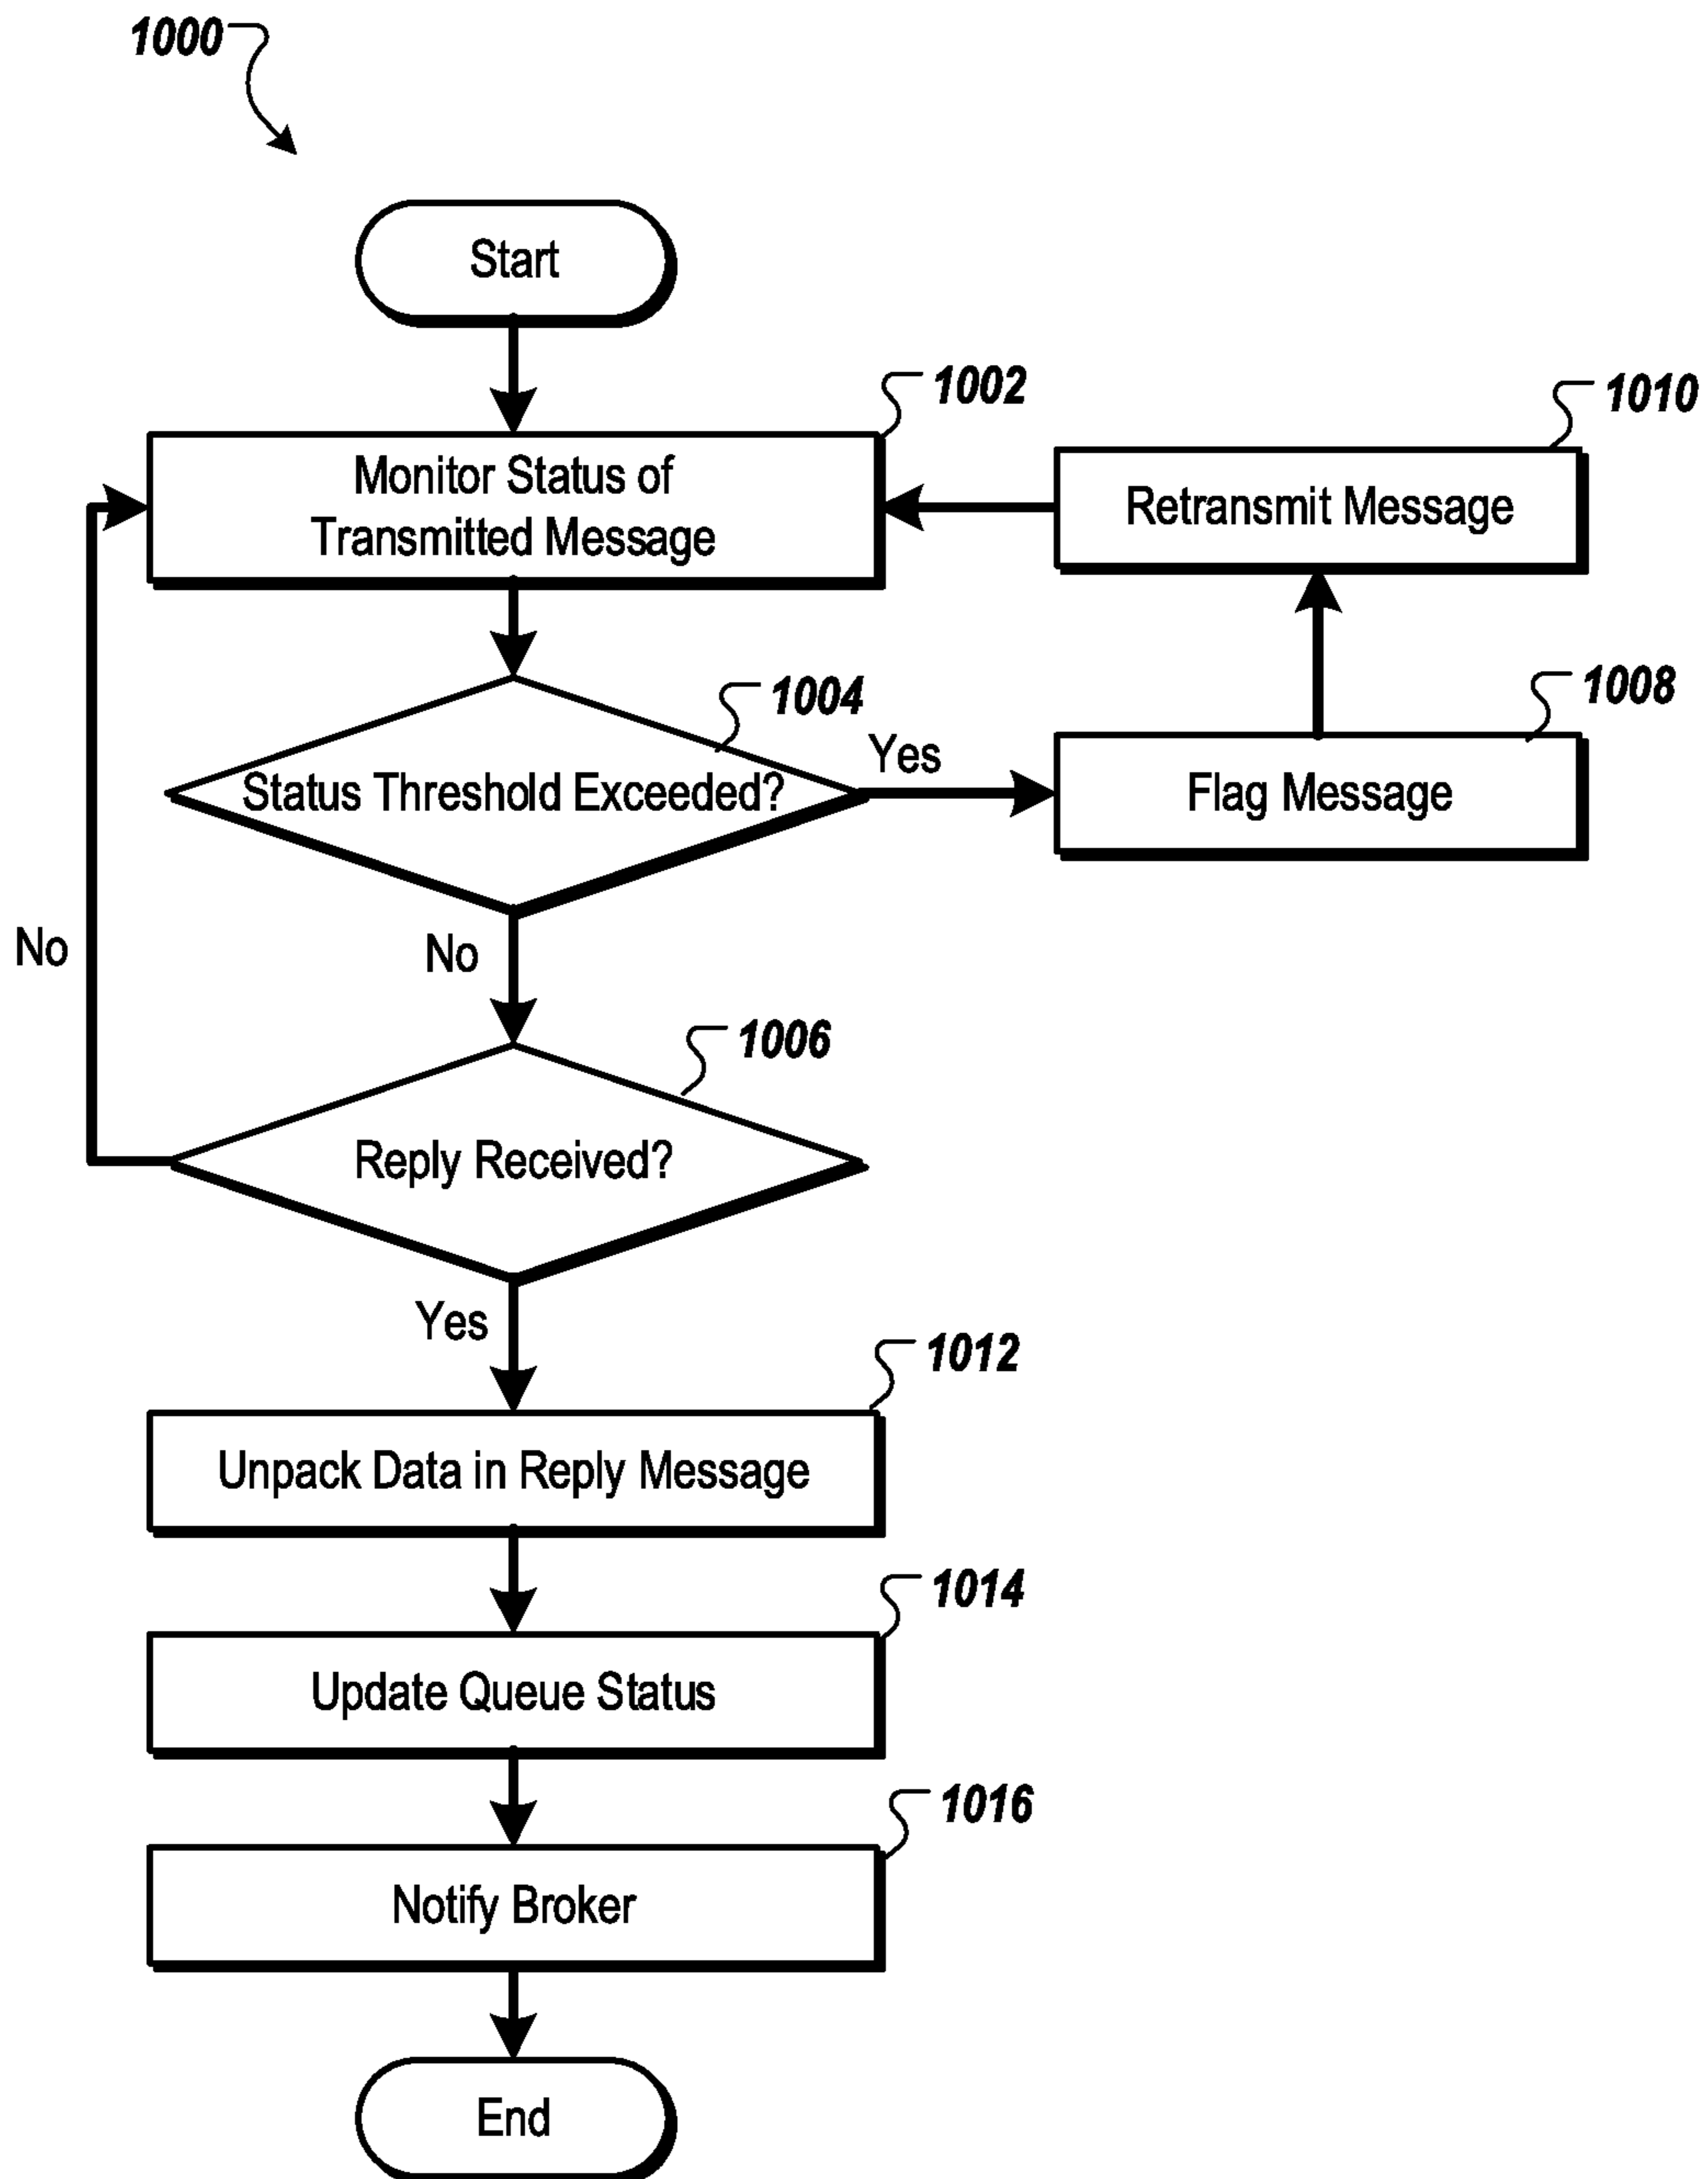 1000
Start
1002
1010
Monitor Status of
Transmitted Message
Retransmit Message
1004
1008
Status Threshold Exceeded?
Yes
Flag Message
No
No
1006
Reply Received?
Yes
1012
Unpack Data in Reply Message
1014
Update Queue Status
1016
Notify Broker
End